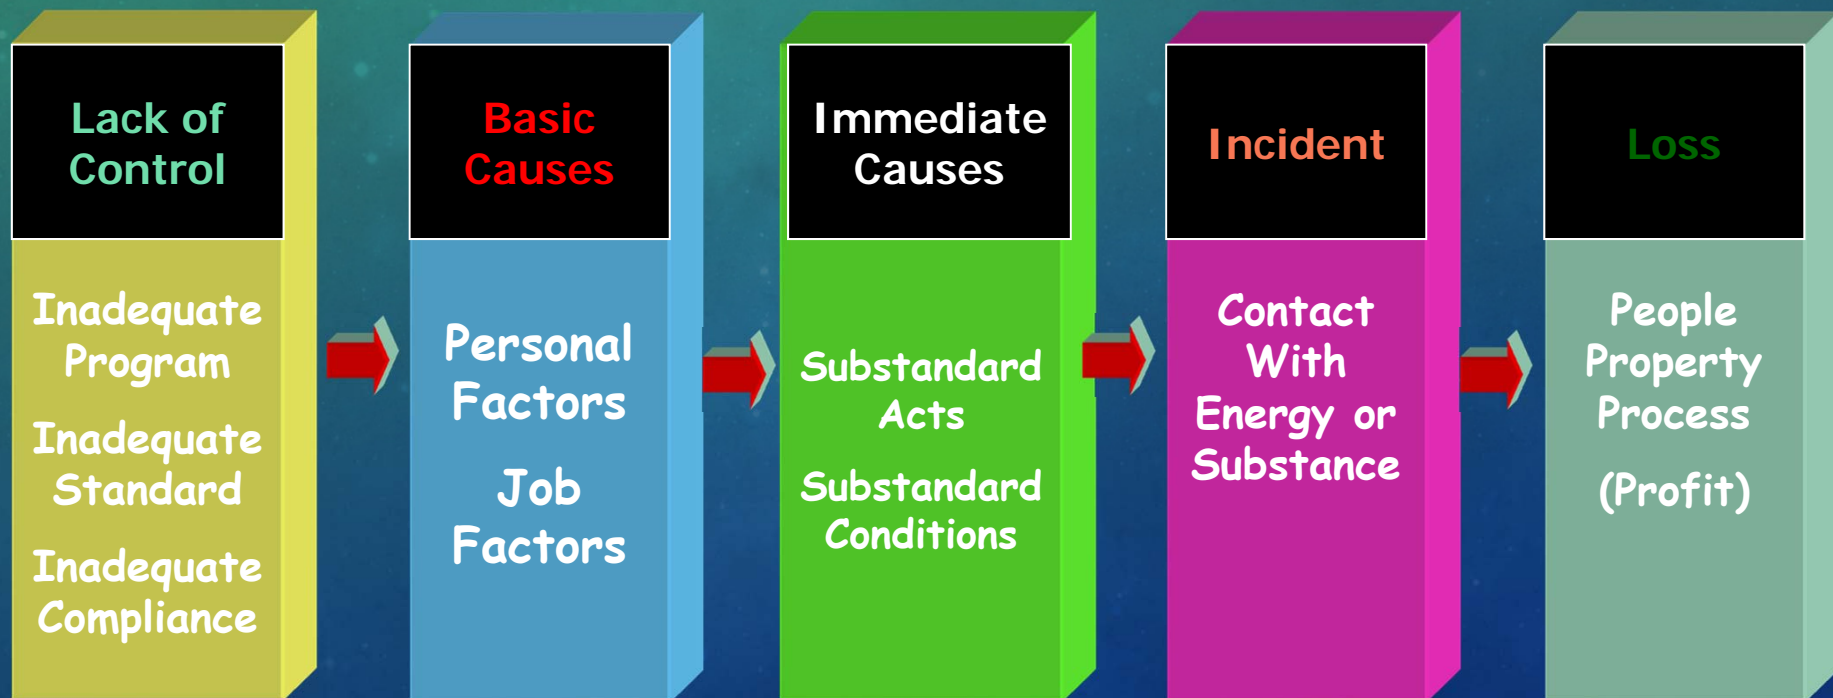 Lack of
Control
Inadequate
Program
Inadequate
Standard
Inadequate
Compliance
Basic
Causes
Personal
Factors
Job
Factors
Immediate
Causes
Substandard
Acts
Substandard
Conditions
Incident
Contact
With
Energy or
Substance
Loss
People
Property
Process
(Profit)